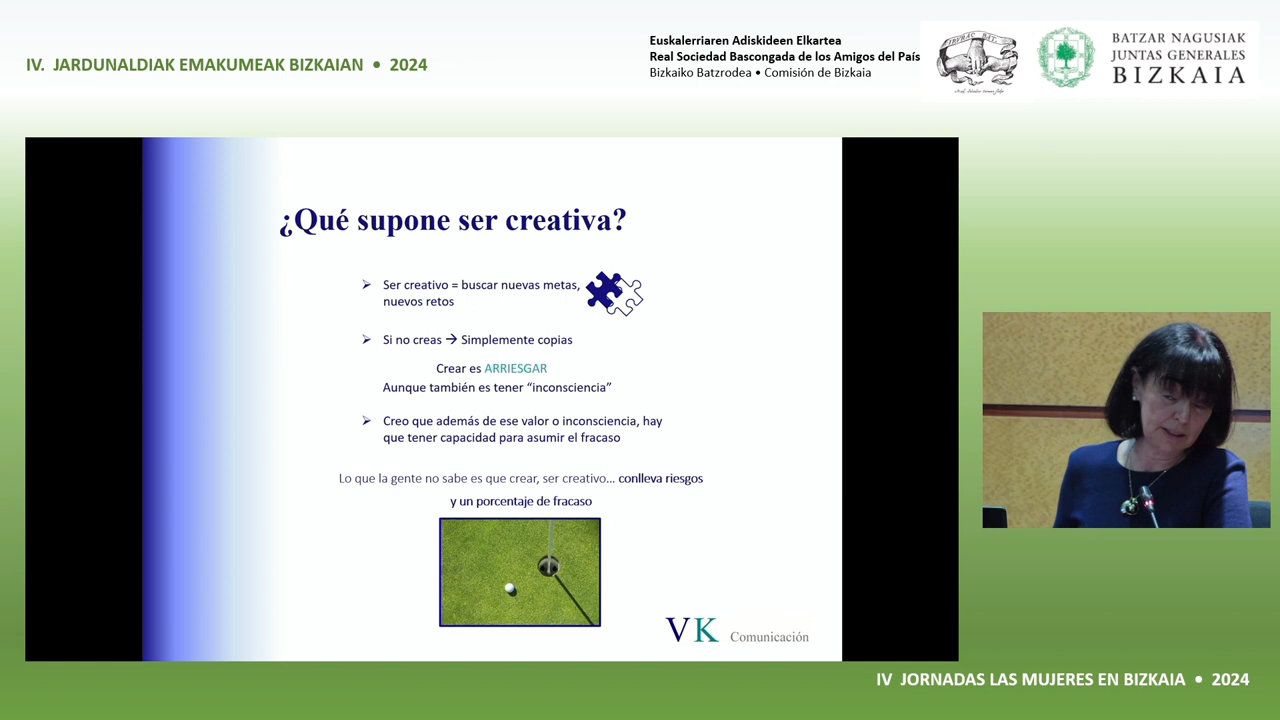 IV. JARDUNALDIAK EMAKUMEAK BIZKAIAN • 2024
Euskalerriaren Adiskideen Elkartea
Real Sociedad Bascongada de los Amigos del País
Bizkaiko Batzrodea • Comisión de Bizkaia
BATZAR NAGUSIAK
JUNTAS GENERALES
BIZKAIA
¿Qué supone ser creativa?
➢ Ser creativo = buscar nuevas metas,
nuevos retos
➢ Si no creas → Simplemente copias
Crear es ARRIESGAR
Aunque también es tener “inconsciencia”
➢ Creo que además de ese valor o inconsciencia, hay
que tener capacidad para asumir el fracaso
Lo que la gente no sabe es que crear, ser creativo... conlleva riesgos
y un porcentaje de fracaso
VK Comunicación
IV JORNADAS LAS MUJERES EN BIZKAIA • 2024